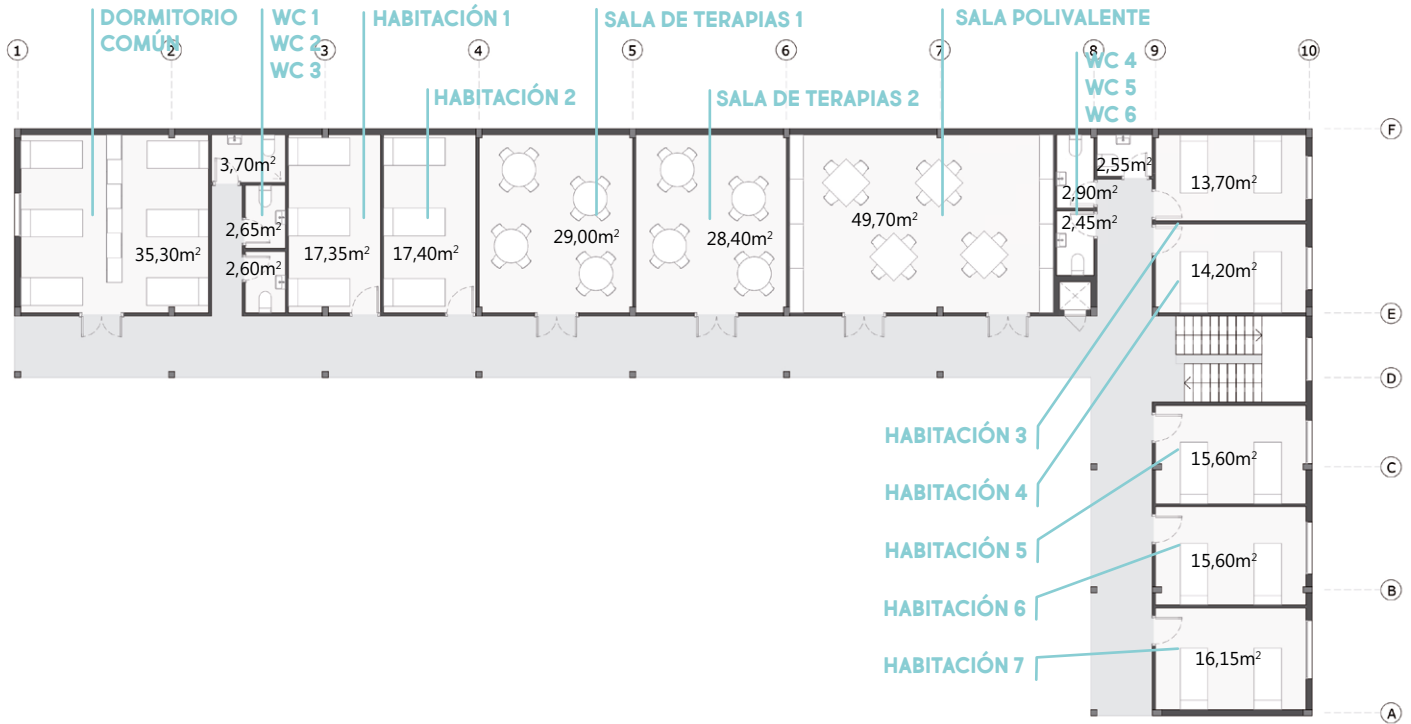 DORMITORIO
COMÚN
WC 1
WC 2
WC 3
HABITACIÓN 1
HABITACIÓN 2
SALA DE TERAPIAS 1
SALA DE TERAPIAS 2
SALA POLIVALENTE
WC 4
WC 5
WC 6
1
2
3
4
5
6
7
8
9
10
F
E
D
C
B
A
35,30m²
3,70m²
2,65m²
2,60m²
17,35m²
17,40m²
29,00m²
28,40m²
49,70m²
2,90m²
2,45m²
2,55m²
13,70m²
14,20m²
15,60m²
15,60m²
16,15m²
HABITACIÓN 3
HABITACIÓN 4
HABITACIÓN 5
HABITACIÓN 6
HABITACIÓN 7